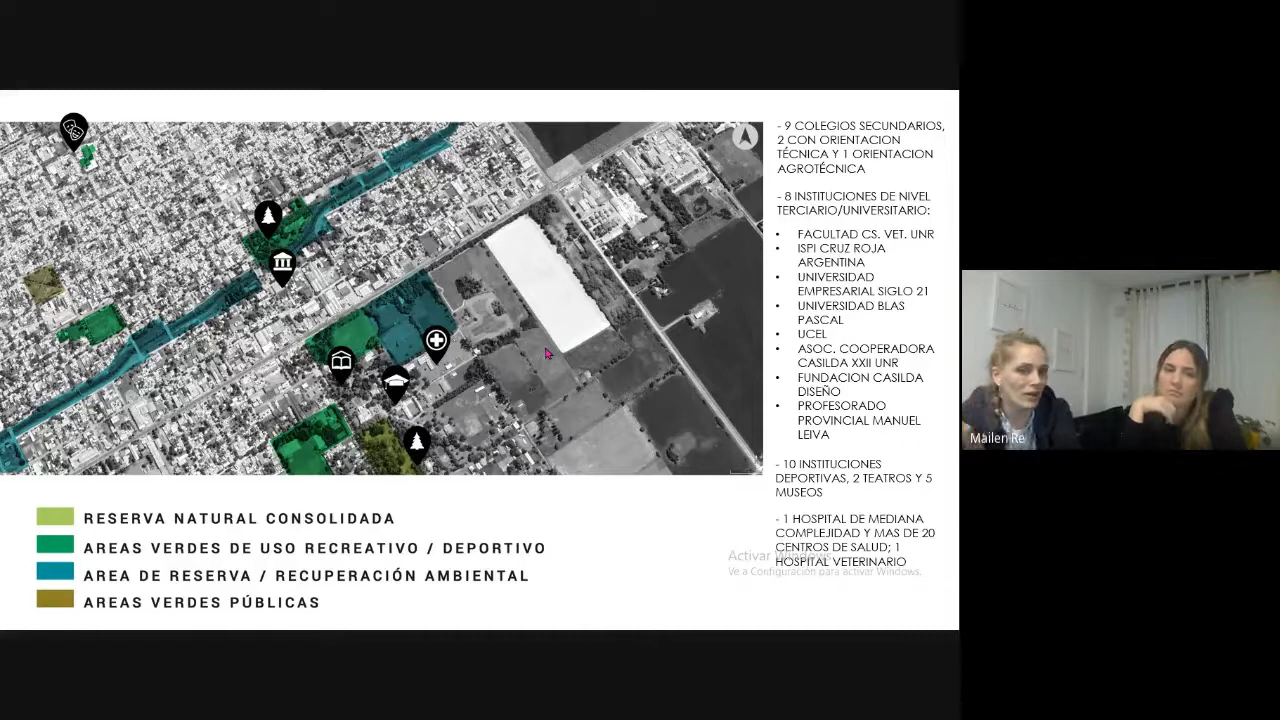 - 9 COLEGIOS SECUNDARIOS,
2 CON ORIENTACION
TÉCNICA Y 1 ORIENTACION
AGROTÉCNICA
- 8 INSTITUCIONES DE NIVEL
TERCIARIO/UNIVERSITARIO:
• FACULTAD CS. VET. UNR
• ISPI CRUZ ROJA
ARGENTINA
• UNIVERSIDAD
EMPRESARIAL SIGLO 21
• UNIVERSIDAD BLAS
PASCAL
• UCEL
• ASOC. COOPERADORA
CASILDA XXII UNR
• FUNDACION CASILDA
DISEÑO
• PROFESORADO
PROVINCIAL MANUEL
LEIVA
- 10 INSTITUCIONES
DEPORTIVAS, 2 TEATROS Y 5
MUSEOS
- 1 HOSPITAL DE MEDIANA
COMPLEJIDAD Y MAS DE 20
CENTROS DE SALUD; 1
HOSPITAL VETERINARIO
RESERVA NATURAL CONSOLIDADA
AREAS VERDES DE USO RECREATIVO / DEPORTIVO
AREA DE RESERVA / RECUPERACIÓN AMBIENTAL
AREAS VERDES PÚBLICAS
Activar Windows
Ve a Configuración para activar Windows.
Mailen Re